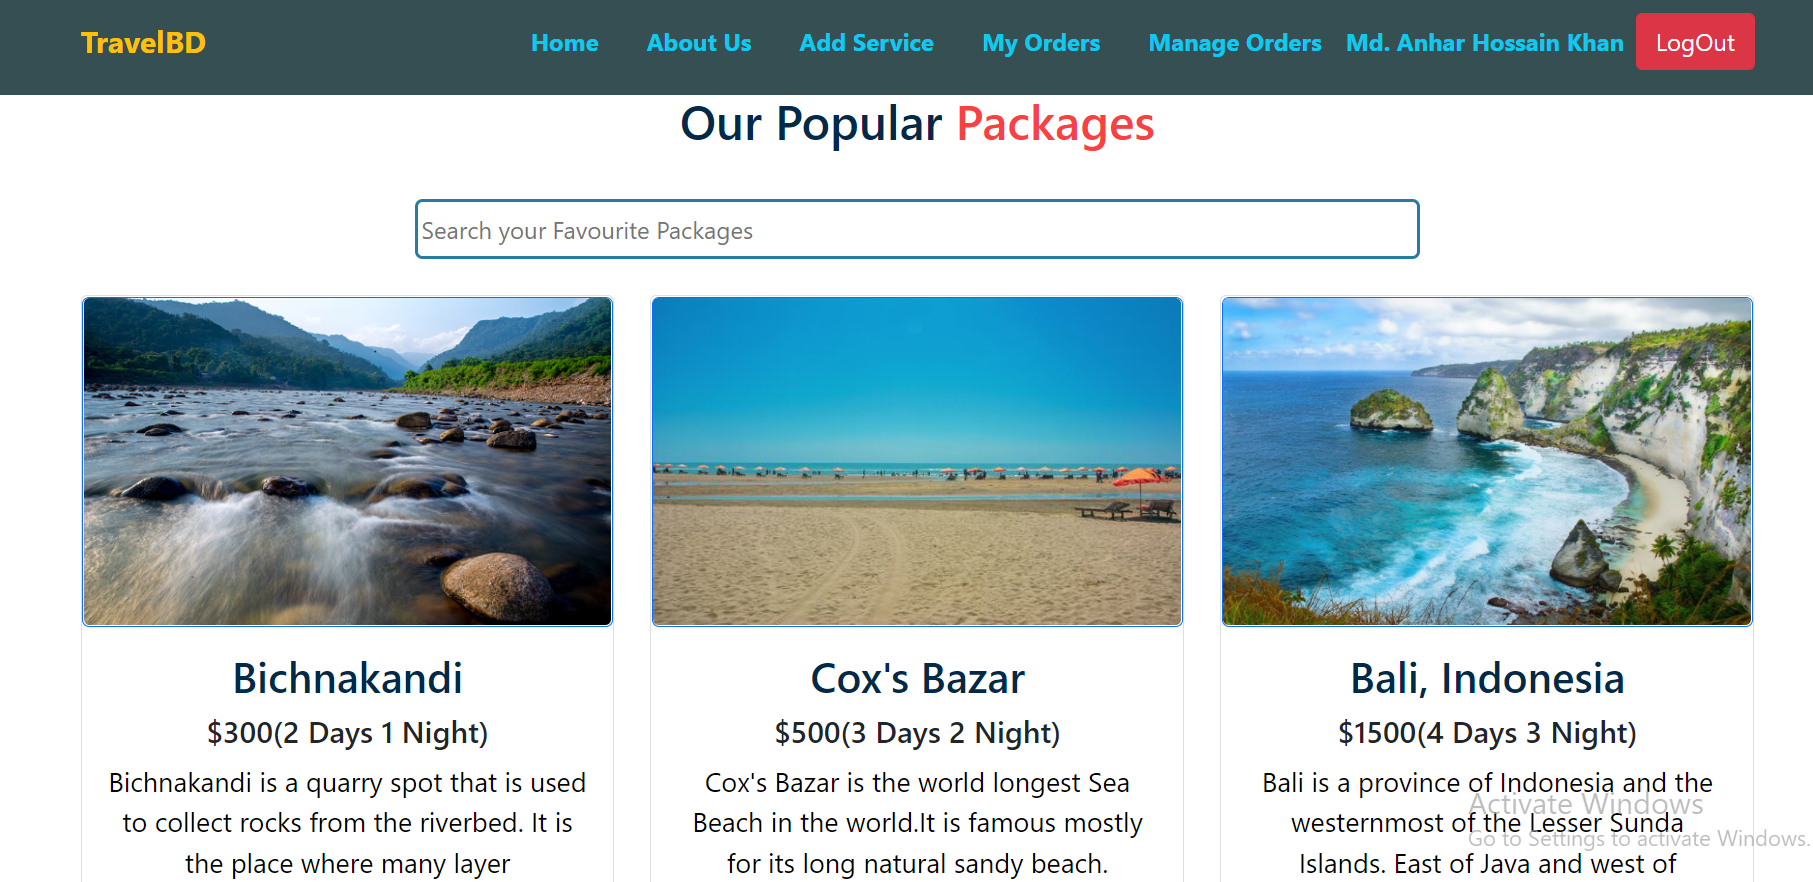 TravelBD
Home About Us Add Service My Orders Manage Orders Md. Anhar Hossain Khan LogOut
Our Popular Packages
Search your Favourite Packages
Bichnakandi
$300(2 Days 1 Night)
Bichnakandi is a quarry spot that is used
to collect rocks from the riverbed. It is
the place where many layer
Cox's Bazar
$500(3 Days 2 Night)
Cox's Bazar is the world longest Sea
Beach in the world.It is famous mostly
for its long natural sandy beach.
Bali, Indonesia
$1500(4 Days 3 Night)
Bali is a province of Indonesia and the
westernmost of the Lesser Sunda
Islands. East of Java and west of
Activate Windows
Go to Settings to activate Windows.